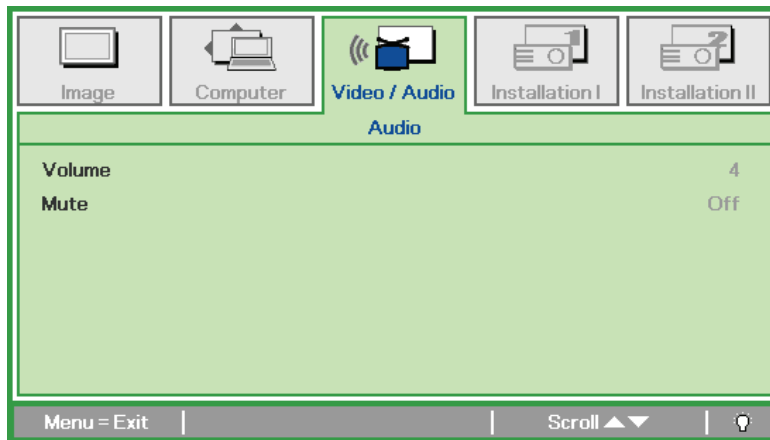 Image Computer Video / Audio Installation I Installation II
Audio
Volume 4
Mute Off
Menu = Exit Scroll ▲▼